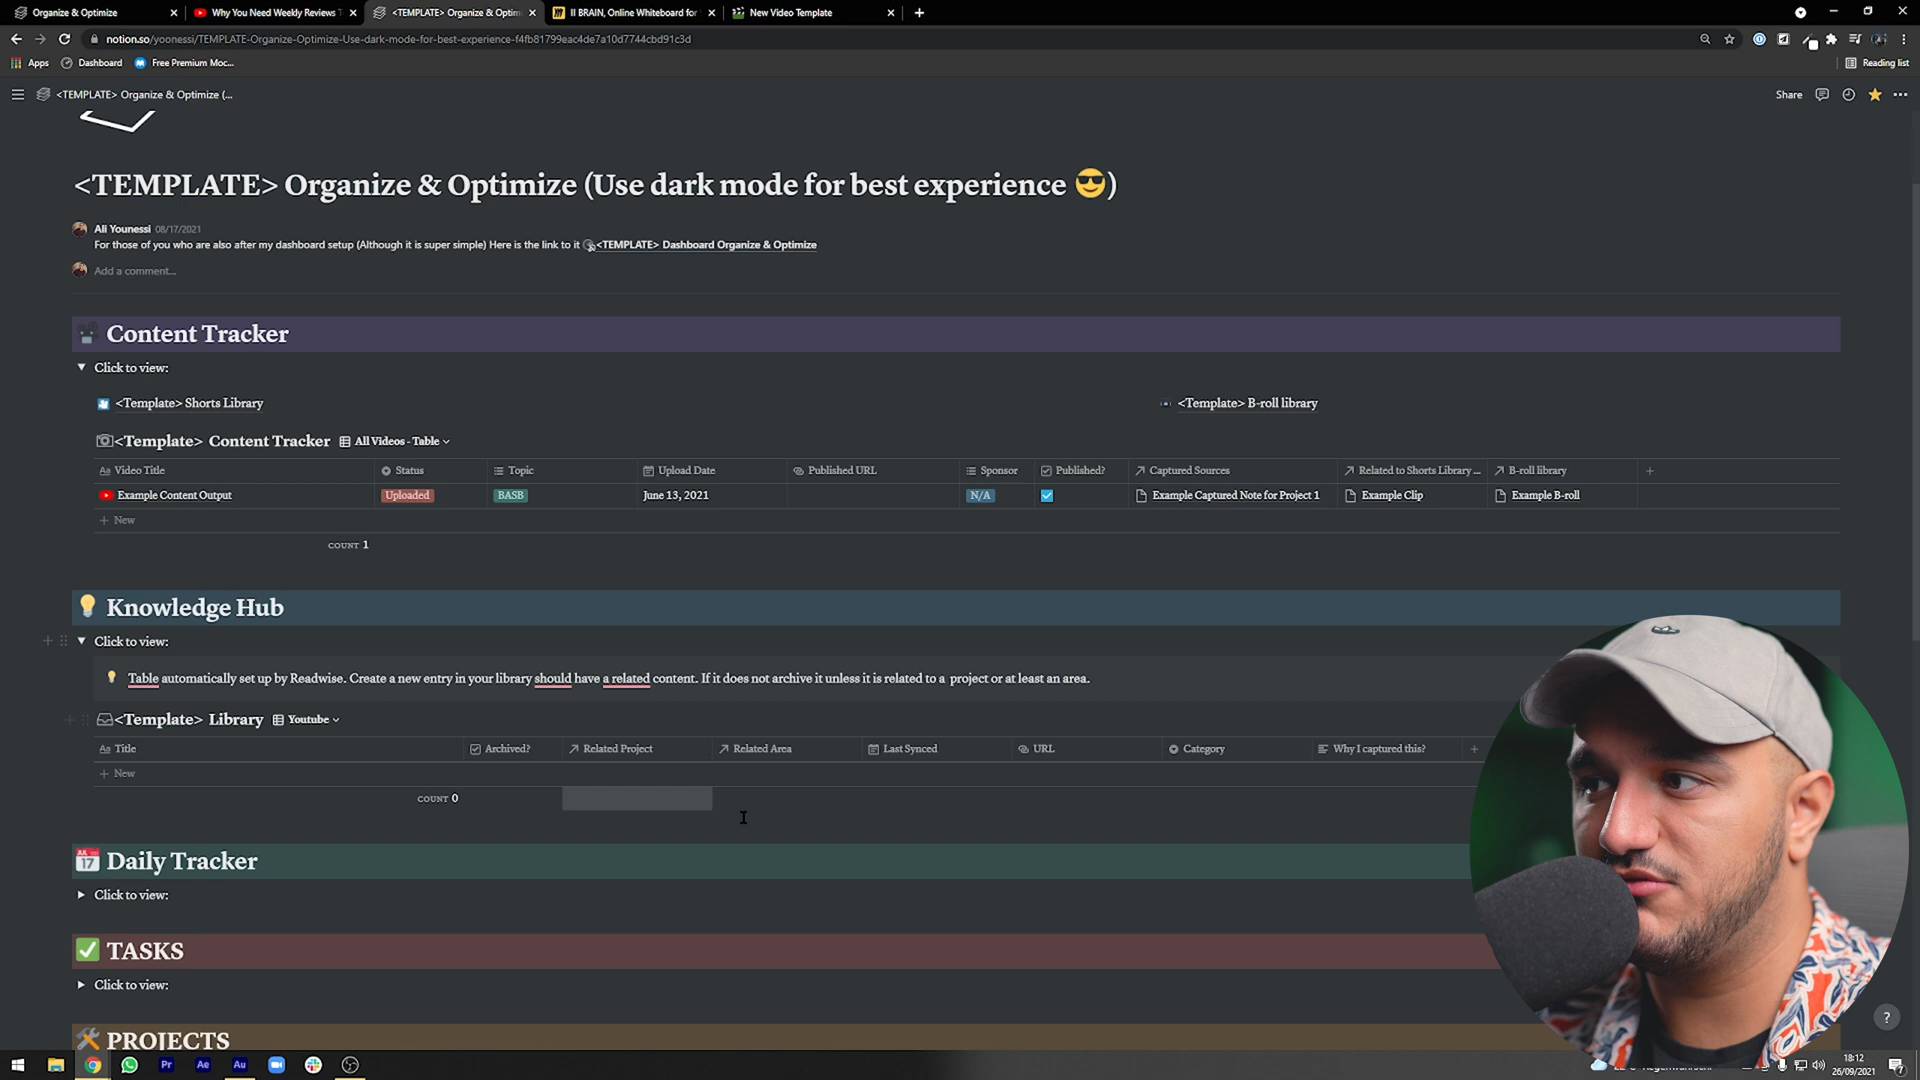 Organize & Optimize
Why You Need Weekly Reviews
<TEMPLATE> Organize & Optim
II BRAIN, Online Whiteboard for
New Video Template
notion.so/yoonessi/TEMPLATE-Organize-Optimize-Use-dark-mode-for-best-experience-f4fb81799eac4de7a10d7744cbd91c3d
Apps Dashboard Free Premium Moc... Reading list
<TEMPLATE> Organize & Optimize (... Share
<TEMPLATE> Organize & Optimize (Use dark mode for best experience 😎)
Ali Younessi 08/17/2021
For those of you who are also after my dashboard setup (Although it is super simple) Here is the link to it <TEMPLATE> Dashboard Organize & Optimize
Add a comment...
Content Tracker
Click to view:
<Template> Shorts Library <Template> B-roll library
<Template> Content Tracker All Videos - Table
Aa Video Title Status Topic Upload Date Published URL Sponsor Published? Captured Sources Related to Shorts Library ... B-roll library +
Example Content Output Uploaded BASB June 13, 2021 N/A Example Captured Note for Project 1 Example Clip Example B-roll
+ New
COUNT 1
💡 Knowledge Hub
Click to view:
💡 Table automatically set up by Readwise. Create a new entry in your library should have a related content. If it does not archive it unless it is related to a project or at least an area.
<Template> Library Youtube
Aa Title Archived? Related Project Related Area Last Synced URL Category Why I captured this? +
+ New
COUNT 0
JUL 17 Daily Tracker
Click to view:
✅ TASKS
Click to view:
🛠 PROJECTS
?
Pr Ae Au
18:12
26/09/2021